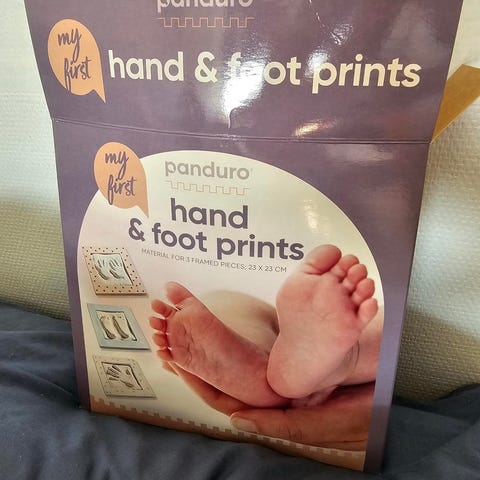 panduro
my
first
hand & foot prints
my
first
panduro
hand
& foot prints
MATERIAL FOR 3 FRAMED PIECES; 23 X 23 CM